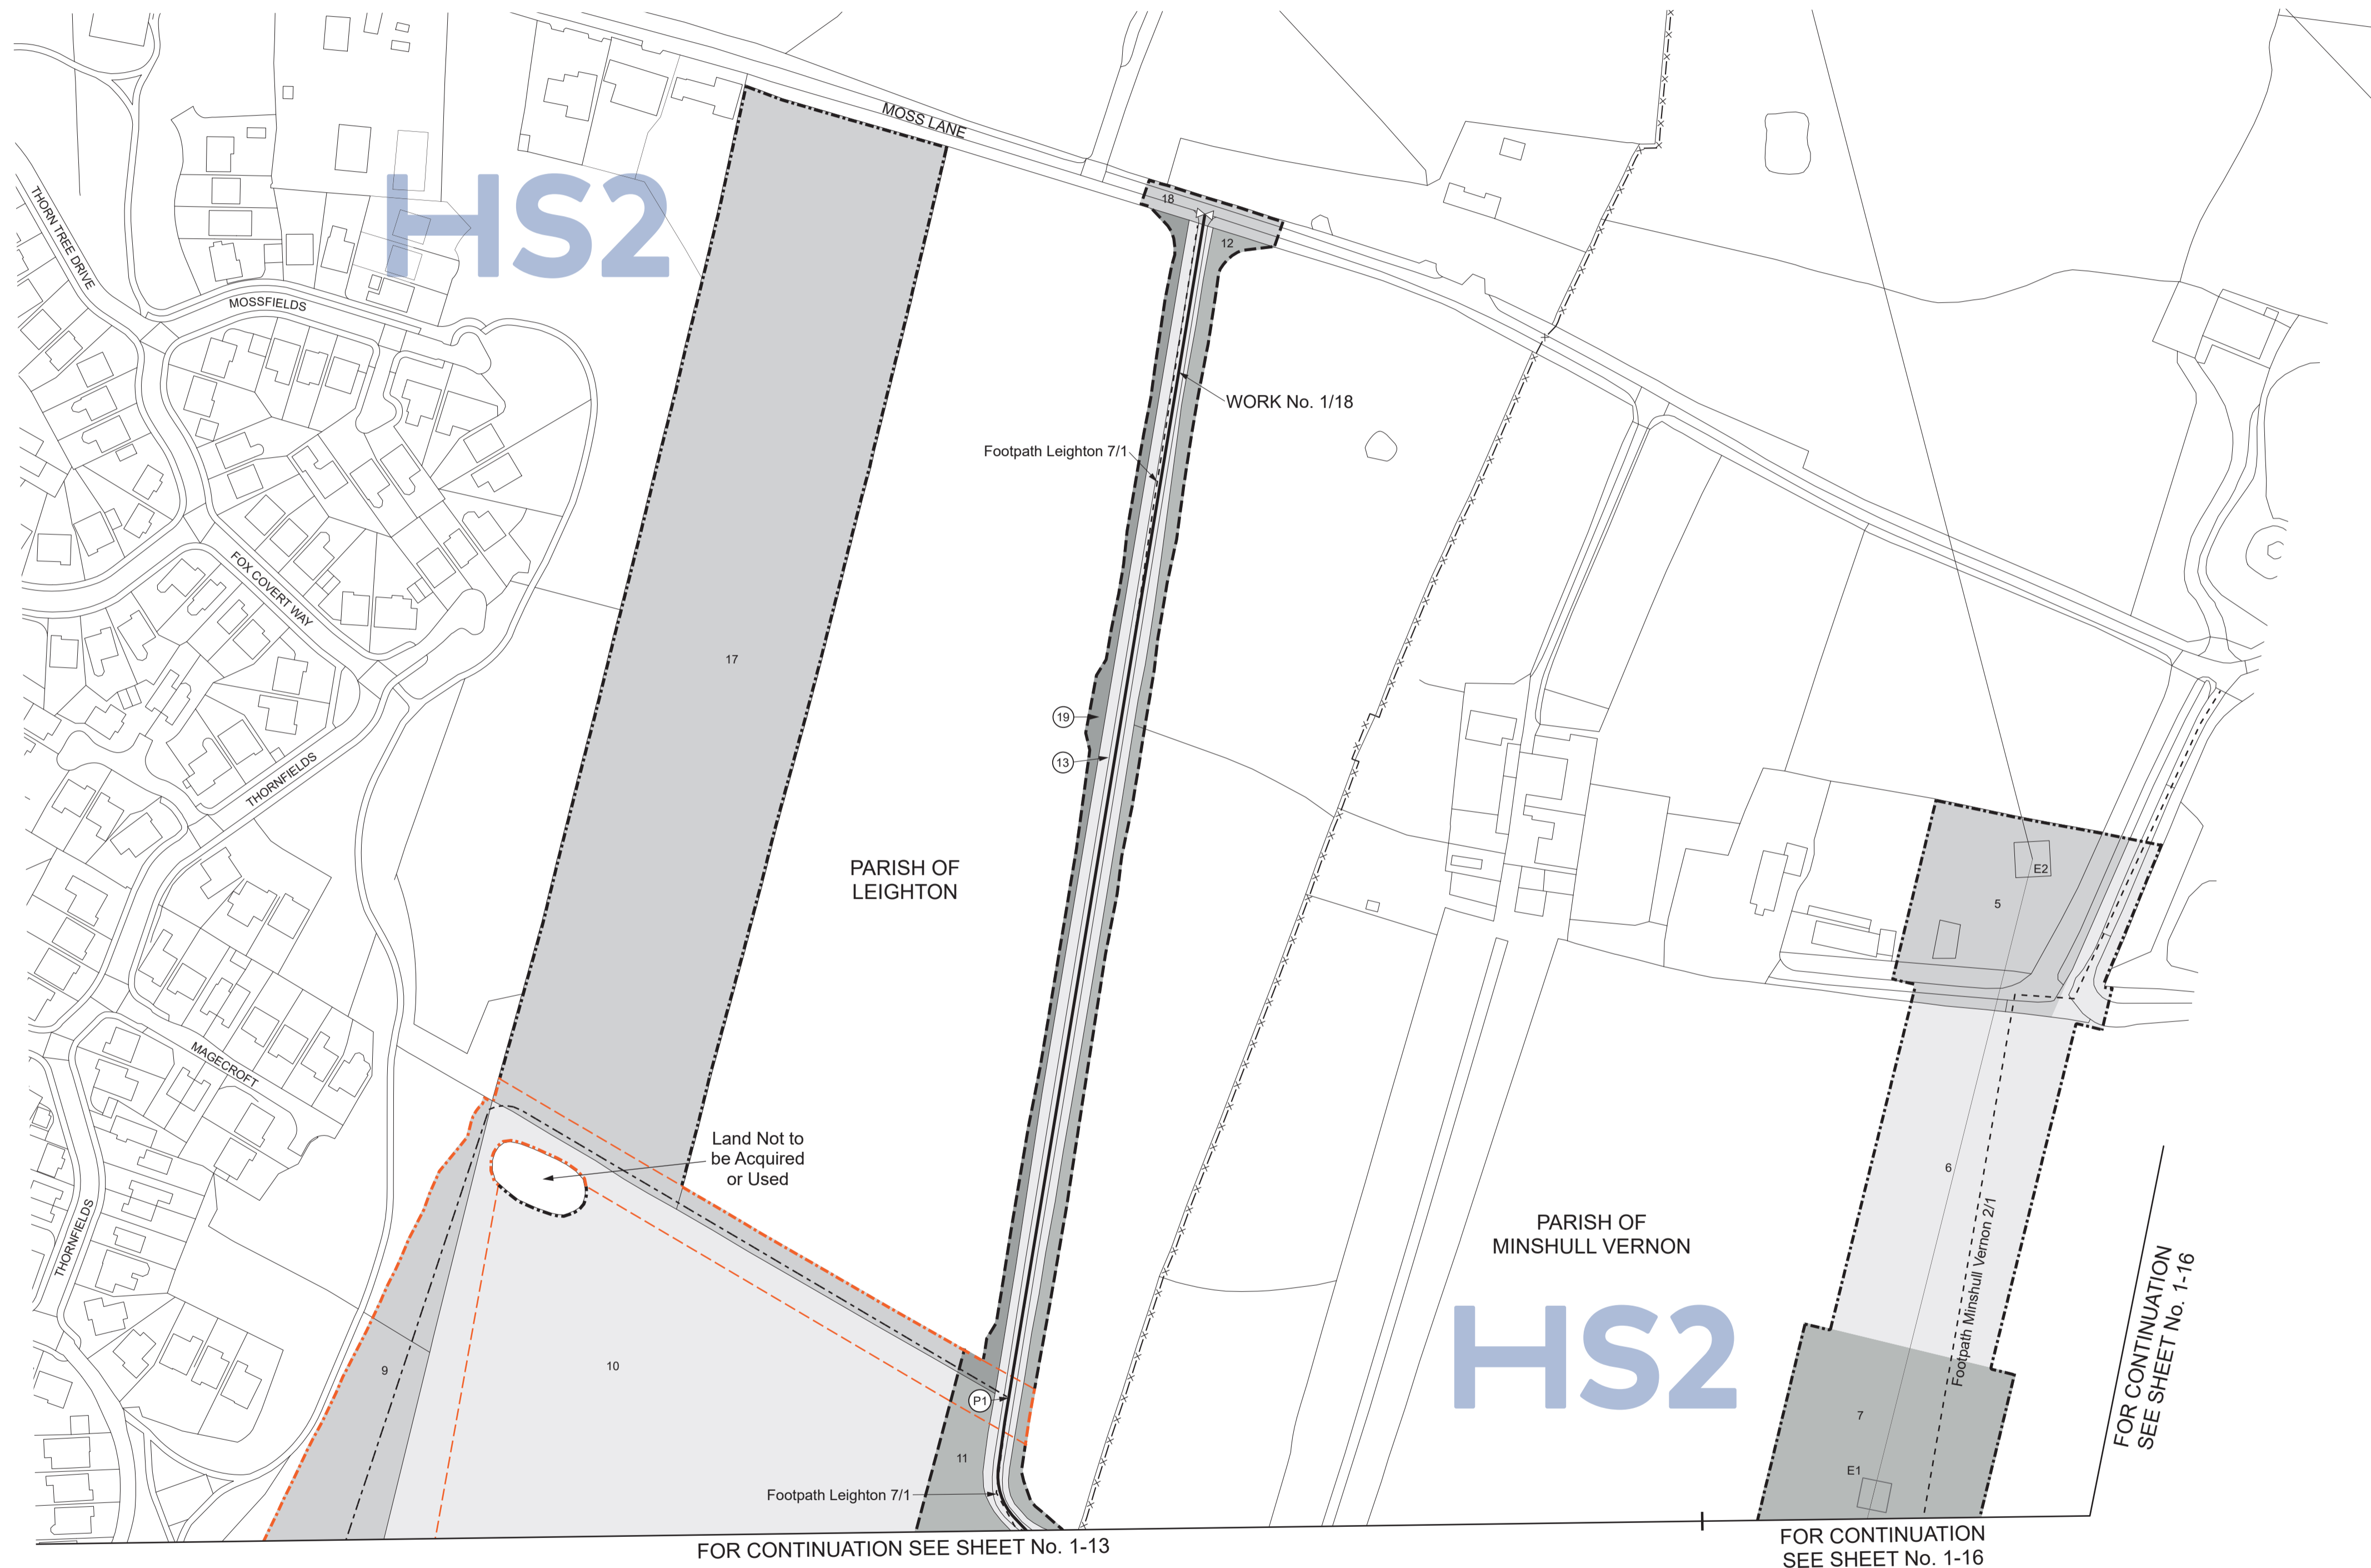 MOSS LANE
HS2
18
12
THORN TREE DRIVE
MOSSFIELDS
WORK No. 1/18
Footpath Leighton 7/1
FOX COVERT WAY
17
19
13
THORNFIELDS
PARISH OF
LEIGHTON
E2
5
MAGECROFT
Land Not to
be Acquired
or Used
6
THORNFIELDS
PARISH OF
MINSHULL VERNON
Footpath Minshull Vernon 2/1
FOR CONTINUATION
SEE SHEET No. 1-16
HS2
9
10
P1
7
11
E1
Footpath Leighton 7/1
FOR CONTINUATION SEE SHEET No. 1-13
FOR CONTINUATION
SEE SHEET No. 1-16